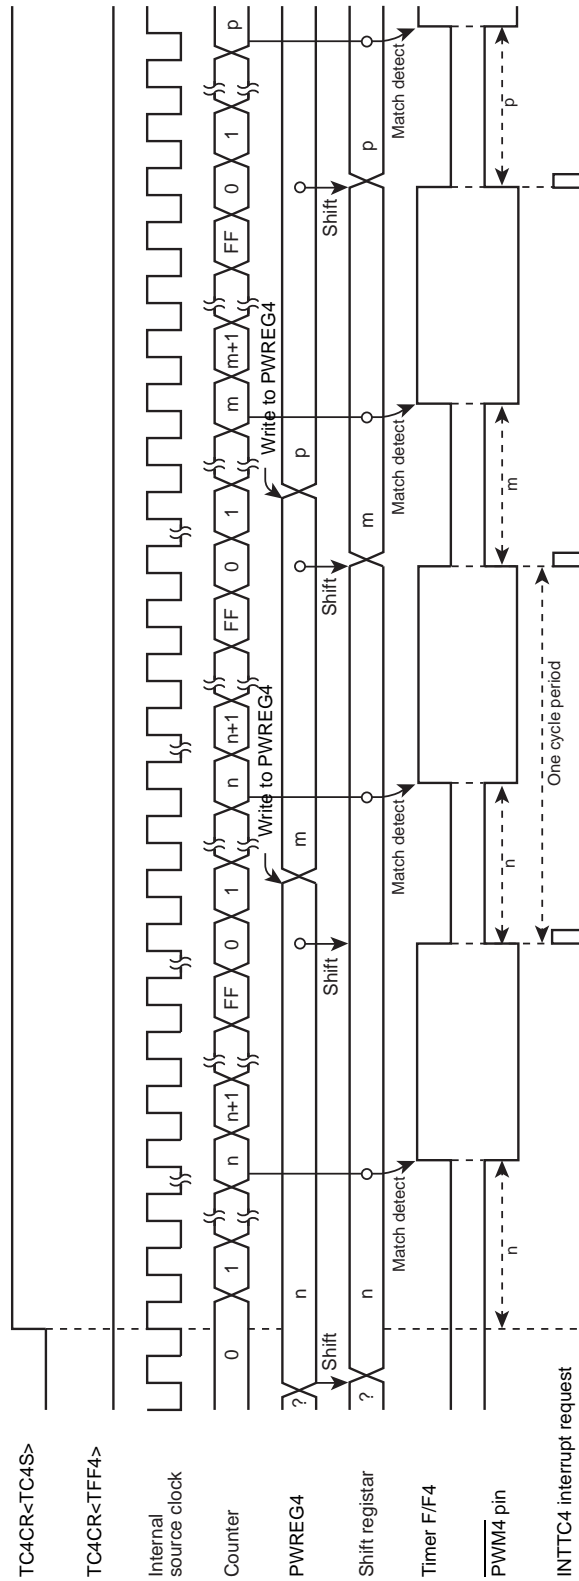 TC4CR<TC4S>
TC4CR<TFF4>
Internal
source clock
Counter 0 1 n n+1 FF 0 1 n n+1 FF 0 1 m m+1 FF 0 1 p
Write to PWREG4 Write to PWREG4
PWREG4 ? n m p
Shift Shift Shift Shift
Shift registar ? n m p
Match detect Match detect Match detect Match detect
Timer F/F4
PWM4 pin
n n m p
One cycle period
INTTC4 interrupt request